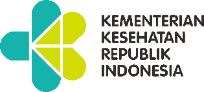 KEMENTERIAN
KESEHATAN
REPUBLIK
INDONESIA